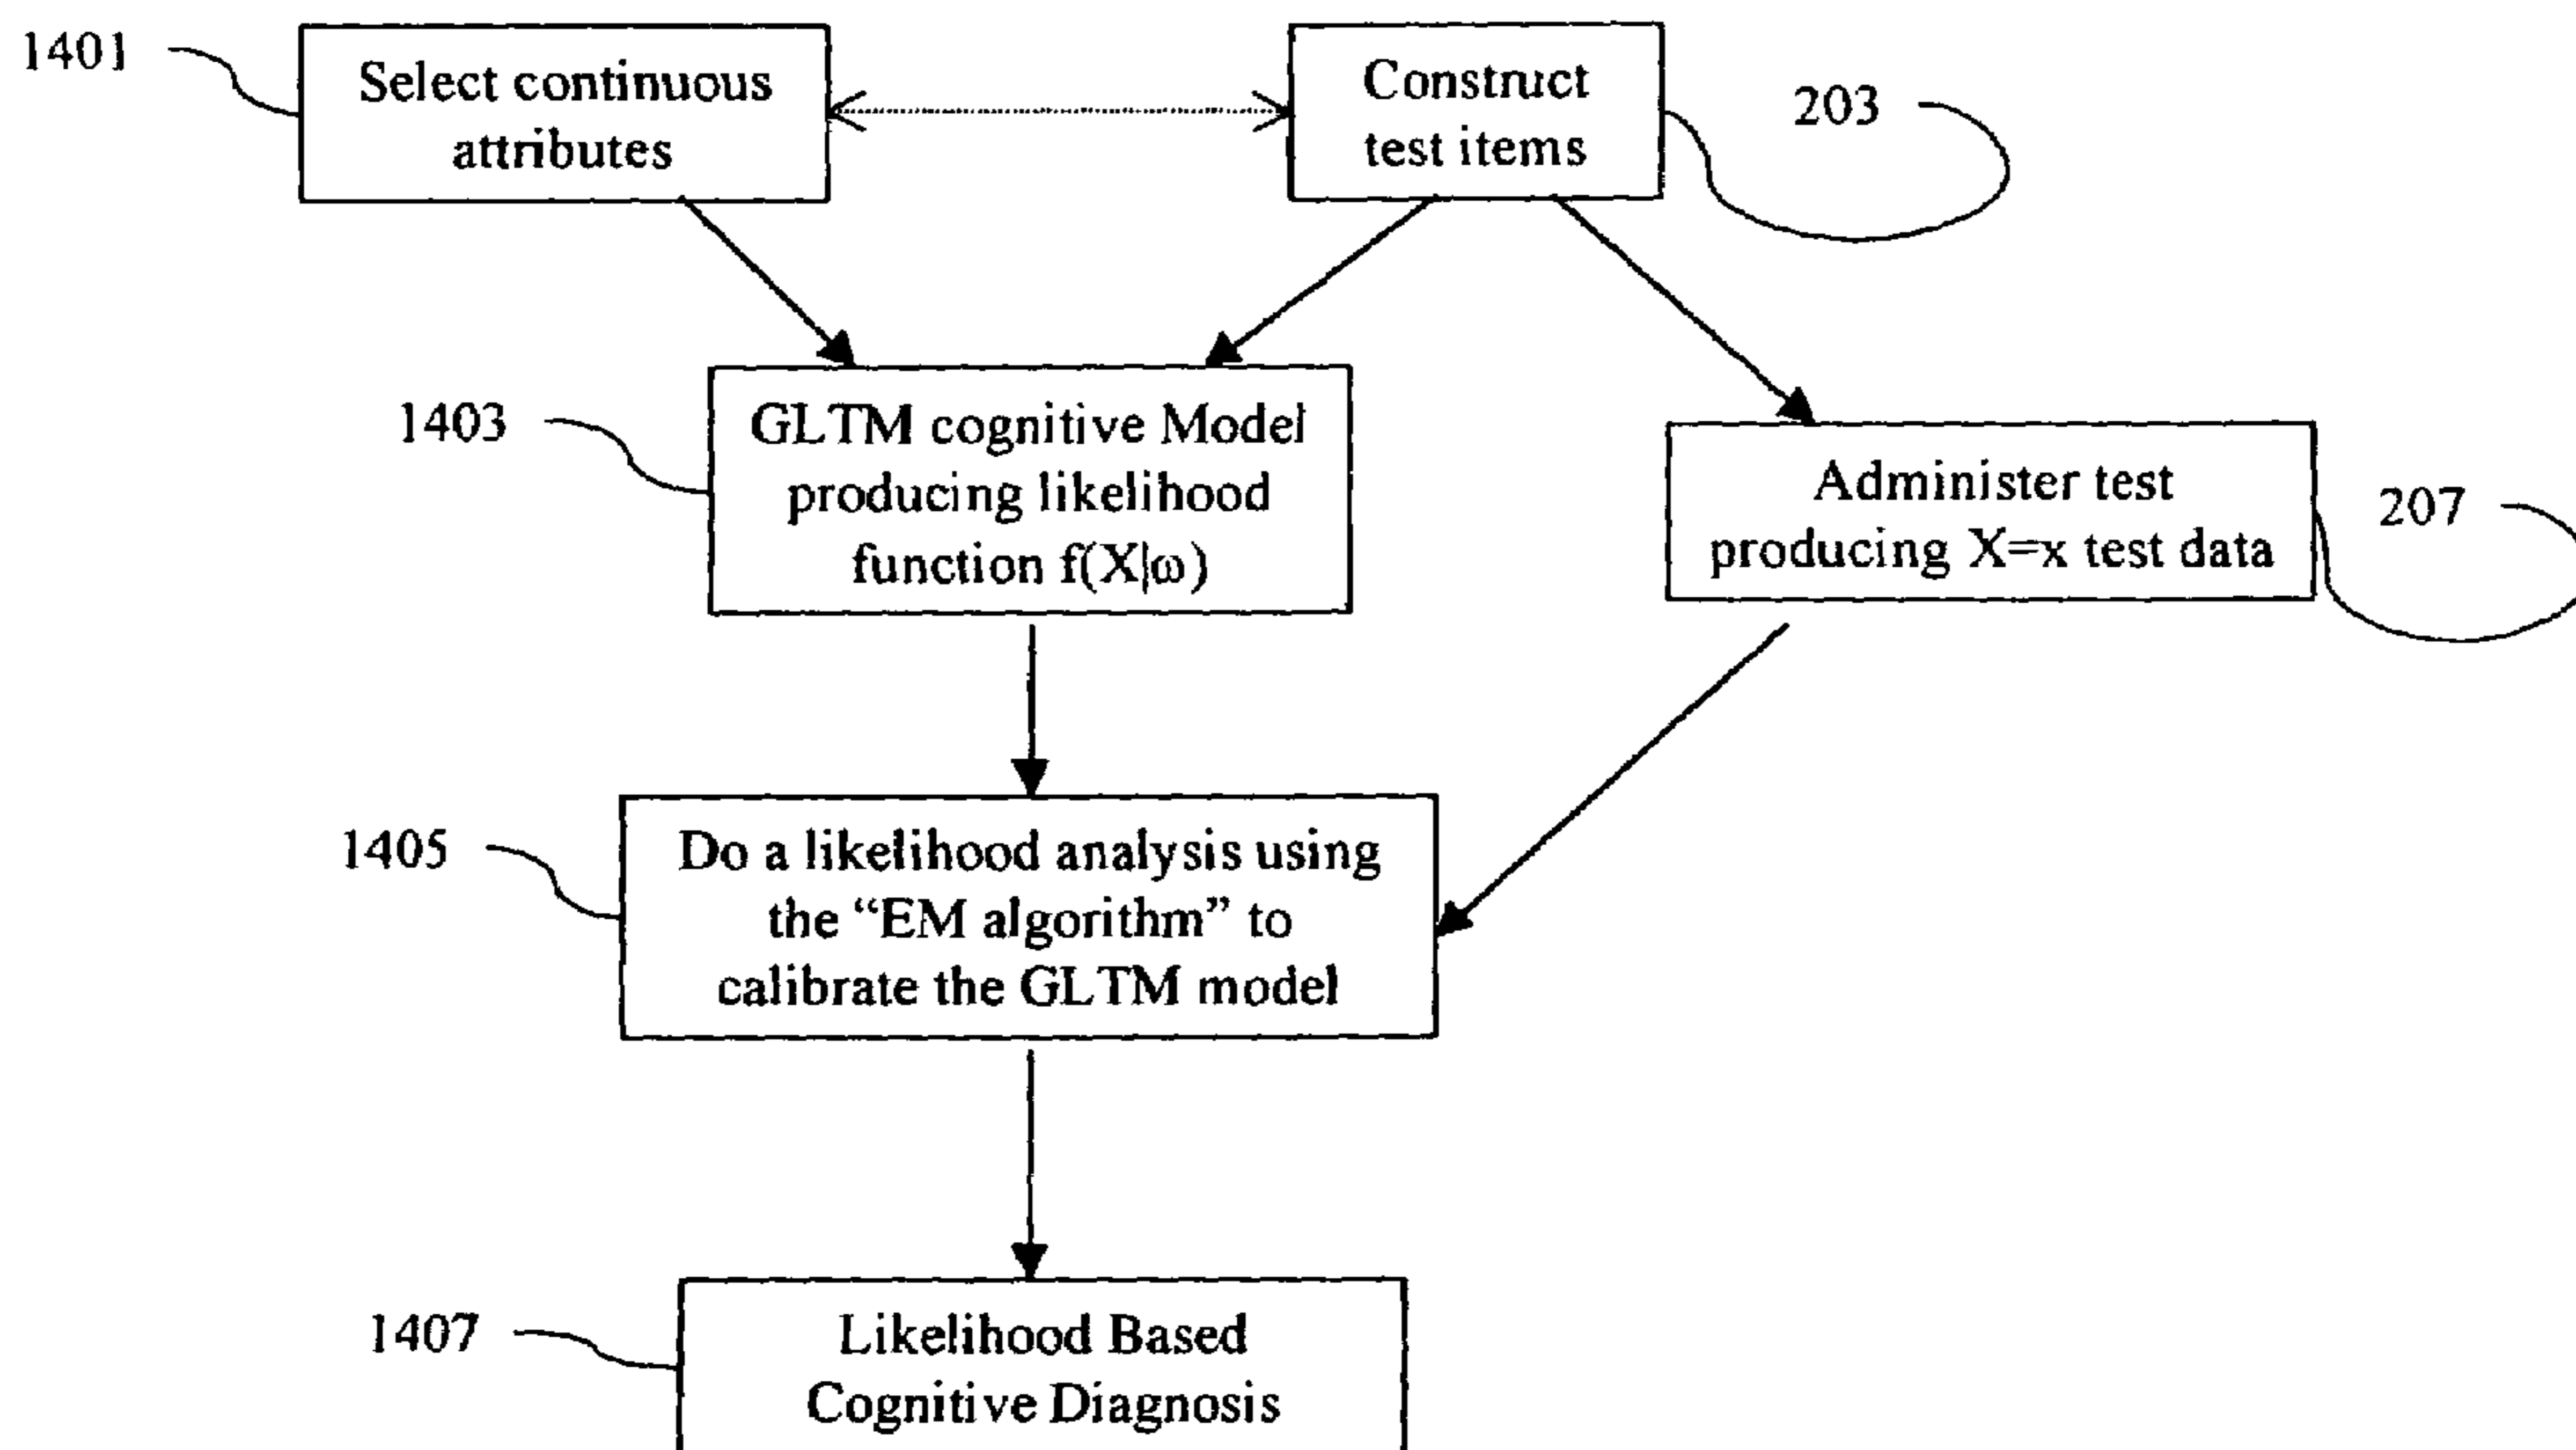 1401
Select continuous
attributes
Construct
test items
203
1403
GLTM cognitive Model
producing likelihood
function f(X|ω)
Administer test
producing X=x test data
207
1405
Do a likelihood analysis using
the “EM algorithm” to
calibrate the GLTM model
1407
Likelihood Based
Cognitive Diagnosis